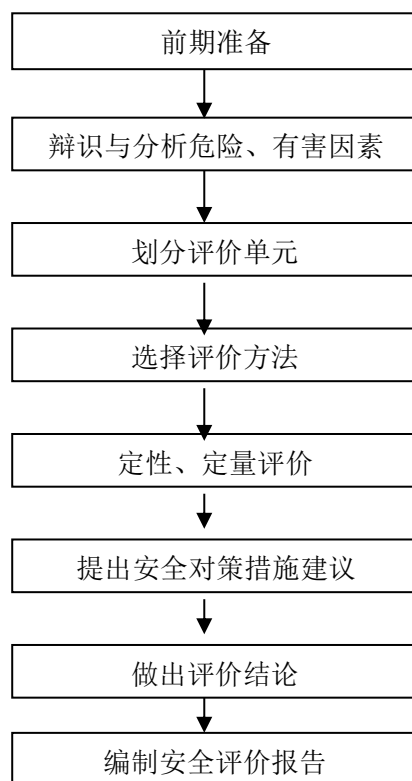 前期准备
辩识与分析危险、有害因素
划分评价单元
选择评价方法
定性、定量评价
提出安全对策措施建议
做出评价结论
编制安全评价报告